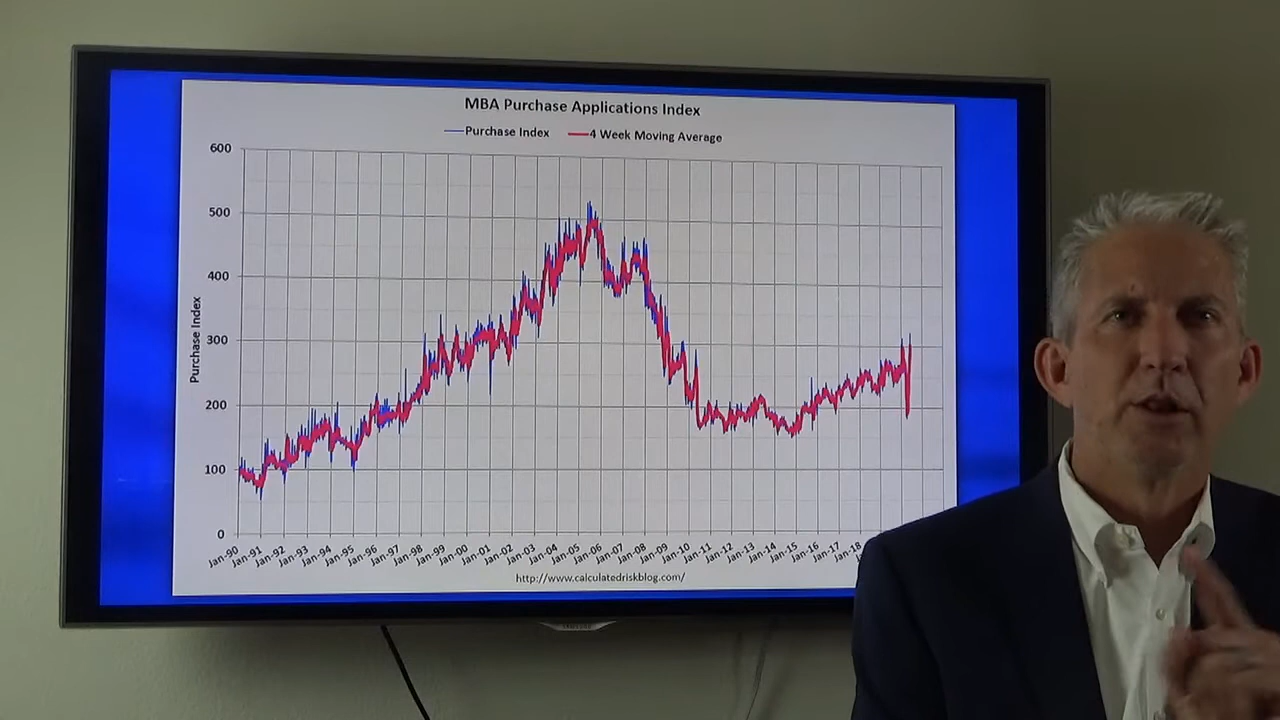 MBA Purchase Applications Index
Purchase Index 4 Week Moving Average
600
500
400
300
200
100
0
Purchase Index
Jan-90 Jan-91 Jan-92 Jan-93 Jan-94 Jan-95 Jan-96 Jan-97 Jan-98 Jan-99 Jan-00 Jan-01 Jan-02 Jan-03 Jan-04 Jan-05 Jan-06 Jan-07 Jan-08 Jan-09 Jan-10 Jan-11 Jan-12 Jan-13 Jan-14 Jan-15 Jan-16 Jan-17 Jan-18
http://www.calculatedriskblog.com/